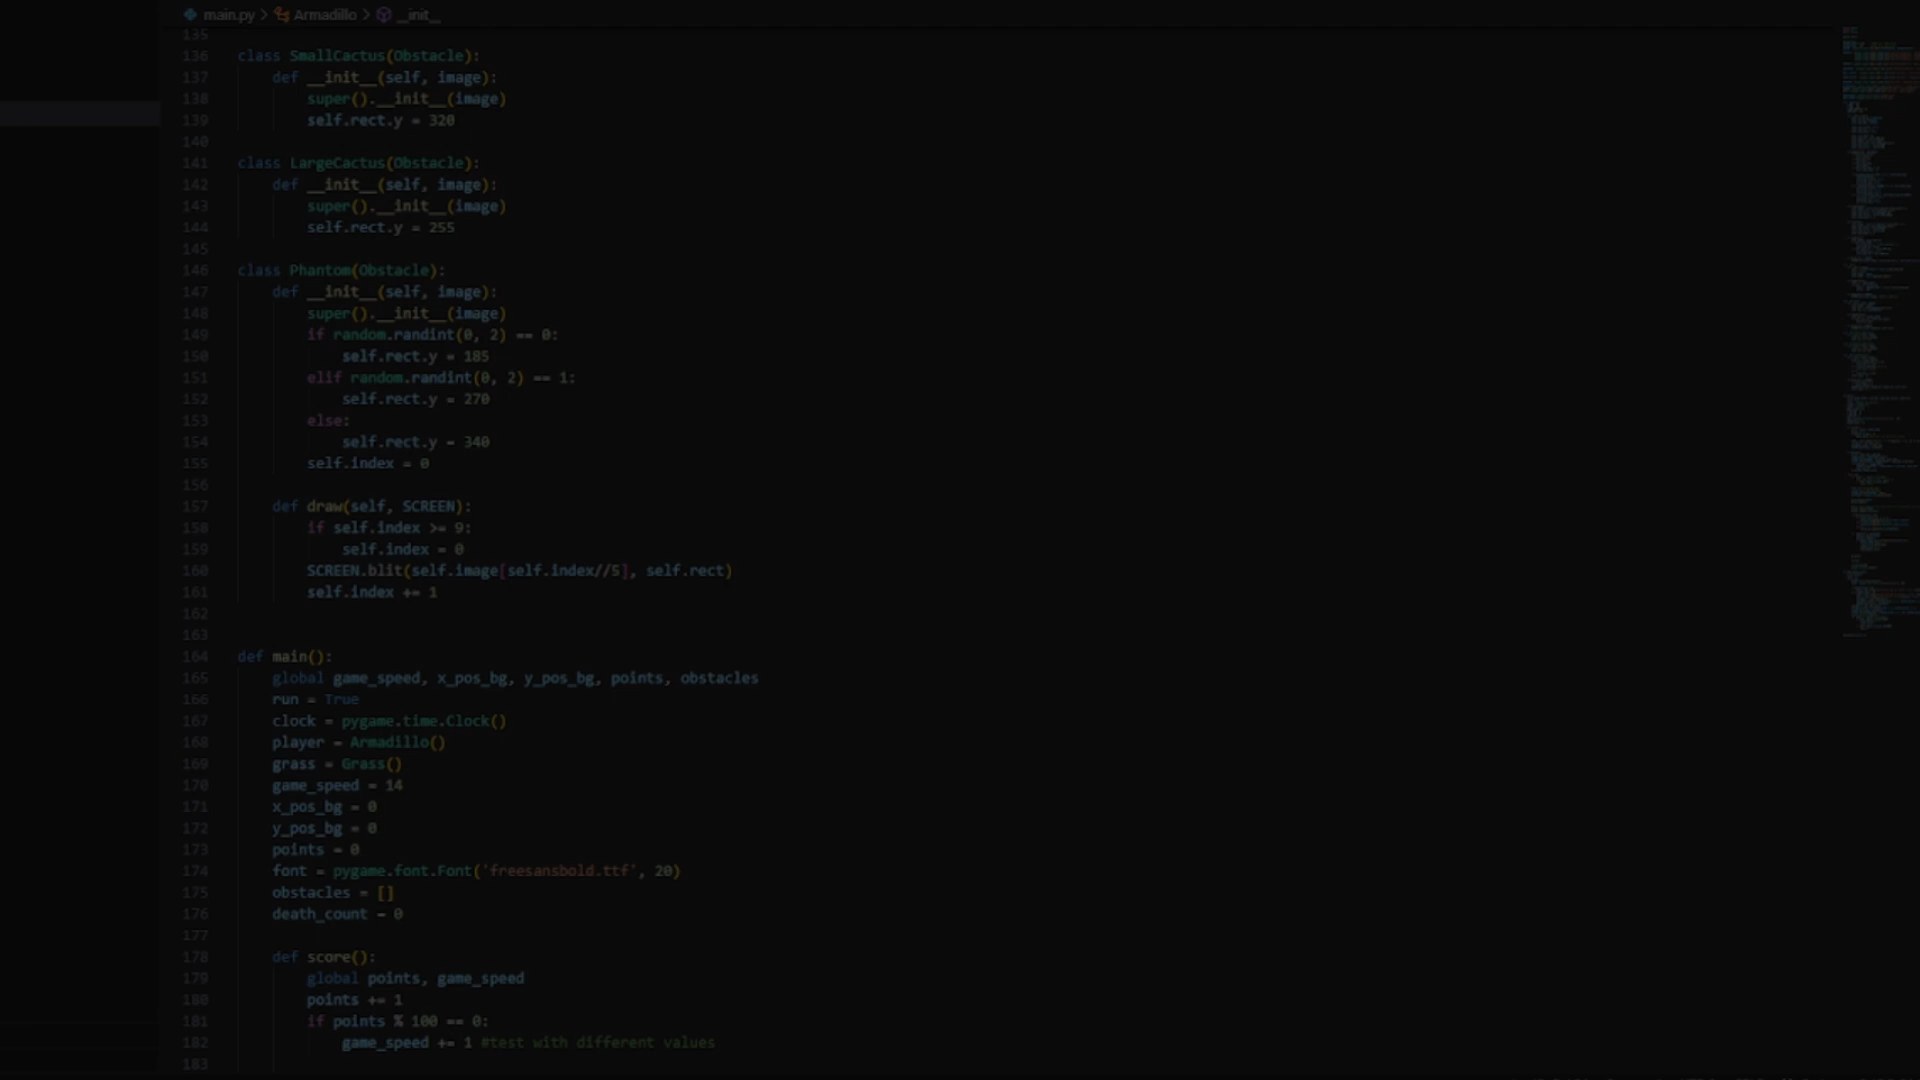 main.py > Armadillo > __init__
135
136 class SmallCactus(Obstacle):
137     def __init__(self, image):
138         super().__init__(image)
139         self.rect.y = 320
140
141 class LargeCactus(Obstacle):
142     def __init__(self, image):
143         super().__init__(image)
144         self.rect.y = 255
145
146 class Phantom(Obstacle):
147     def __init__(self, image):
148         super().__init__(image)
149         if random.randint(0, 2) == 0:
150             self.rect.y = 185
151         elif random.randint(0, 2) == 1:
152             self.rect.y = 270
153         else:
154             self.rect.y = 340
155         self.index = 0
156
157     def draw(self, SCREEN):
158         if self.index >= 9:
159             self.index = 0
160         SCREEN.blit(self.image[self.index//5], self.rect)
161         self.index += 1
162
163
164 def main():
165     global game_speed, x_pos_bg, y_pos_bg, points, obstacles
166     run = True
167     clock = pygame.time.Clock()
168     player = Armadillo()
169     grass = Grass()
170     game_speed = 14
171     x_pos_bg = 0
172     y_pos_bg = 0
173     points = 0
174     font = pygame.font.Font('freesansbold.ttf', 20)
175     obstacles = []
176     death_count = 0
177
178     def score():
179         global points, game_speed
180         points += 1
181         if points % 100 == 0:
182             game_speed += 1 #test with different values
183